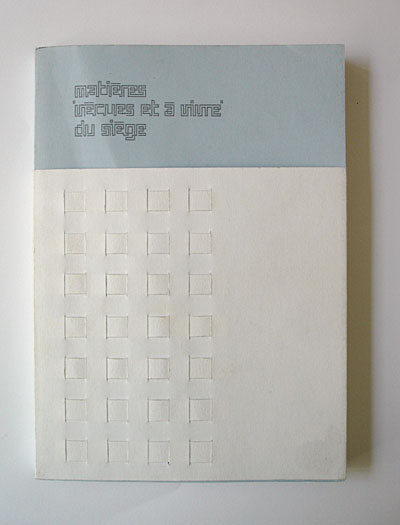 matières
'vécues et à vivre'
du siège